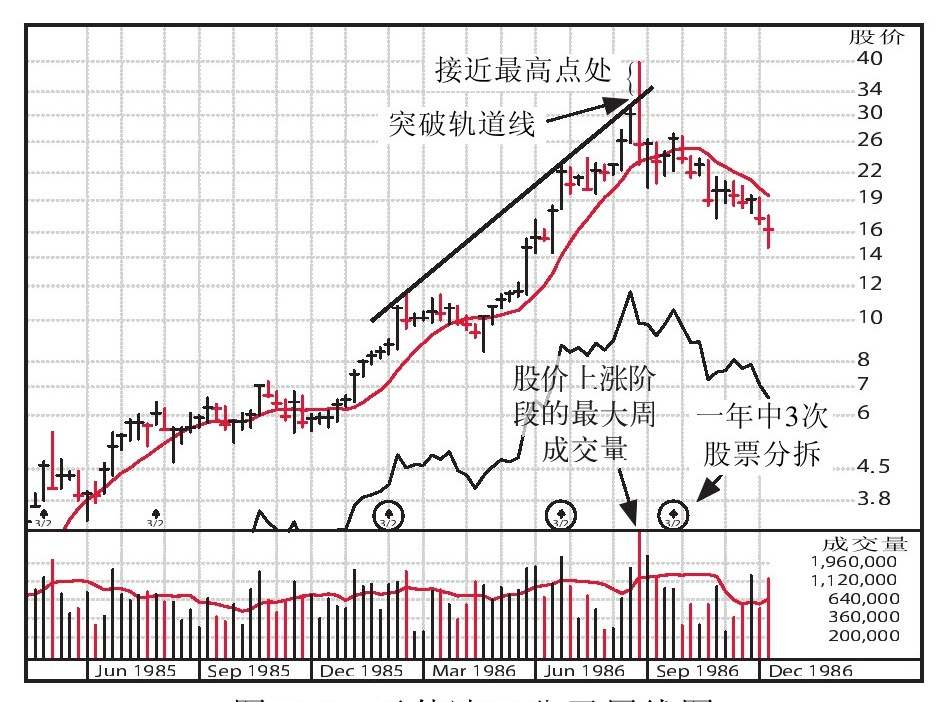 股价
40
接近最高点处
34
30
突破轨道线
26
22
19
16
14
12
10
8
7
股价上涨阶
段的最大周
成交量
6
一年中3次
股票分拆
4.5
3.8
3/2
3/2
3/2
3/2
3/2
成交量
1,960,000
1,120,000
640,000
360,000
200,000
Jun 1985
Sep 1985
Dec 1985
Mar 1986
Jun 1986
Sep 1986
Dec 1986